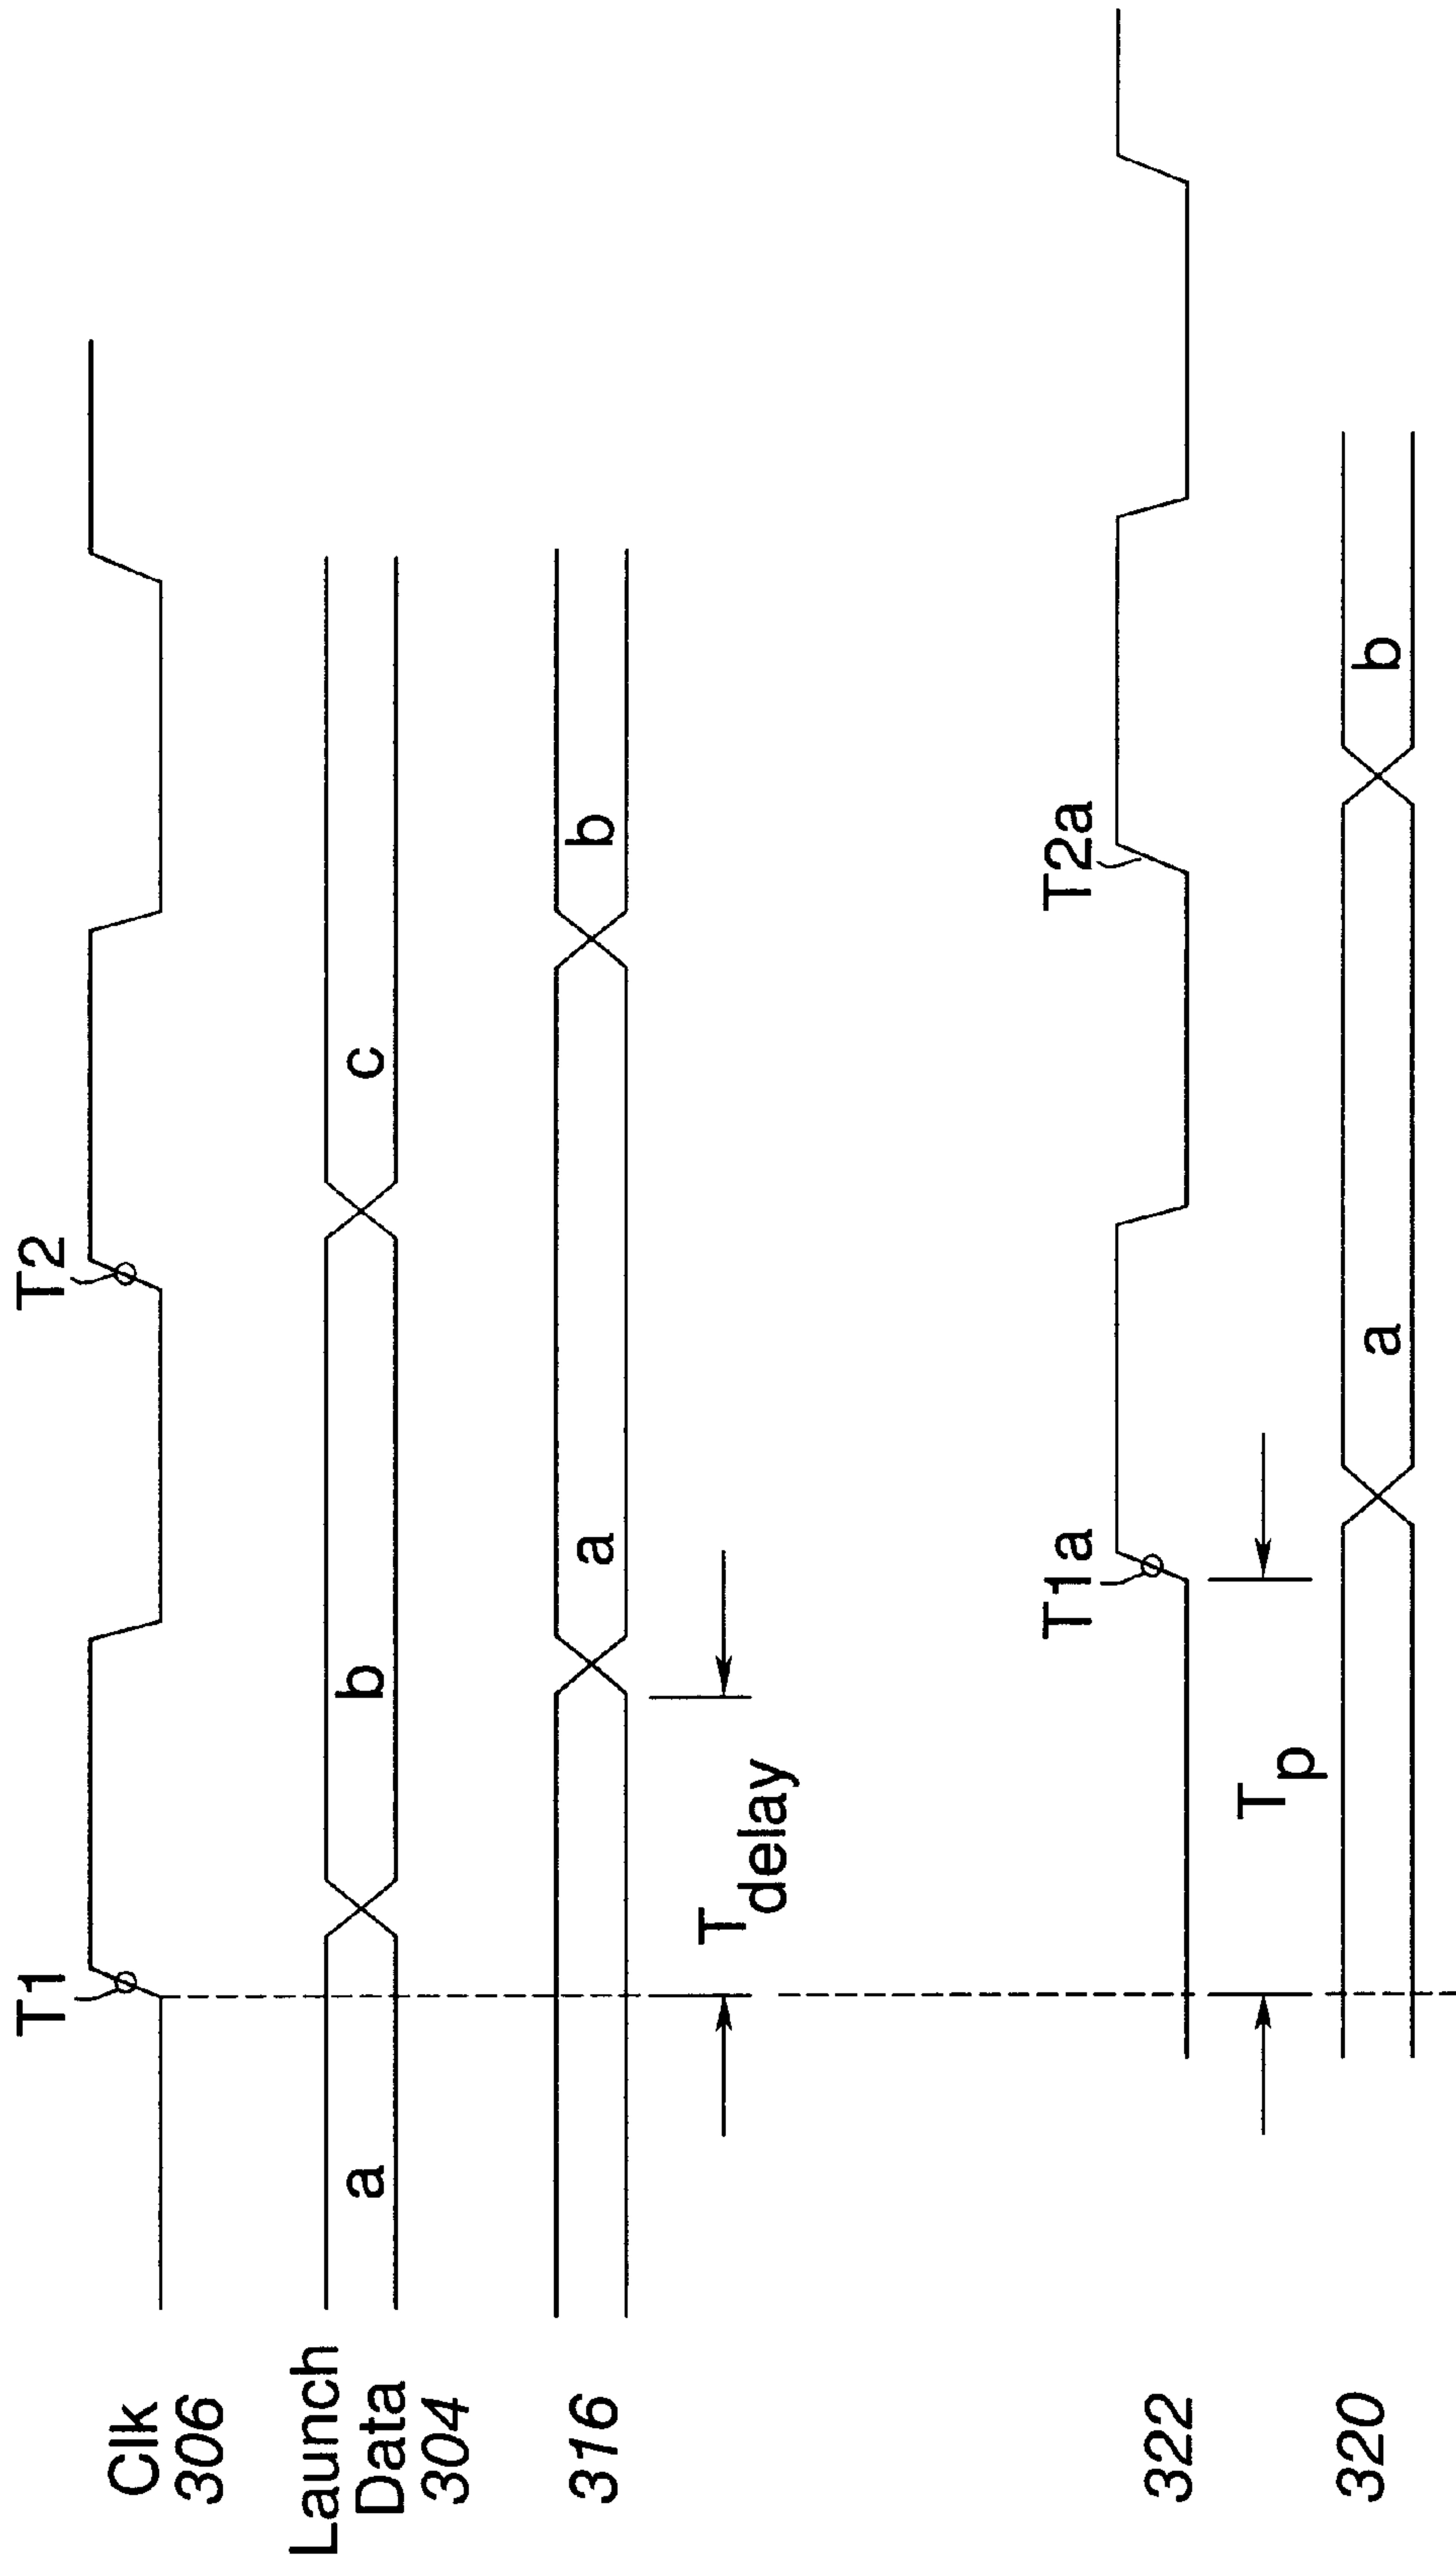 T1
T2
Clk
306
Launch
Data
304
a
b
c
316
a
b
T delay
T1a
T2a
322
T p
320
a
b